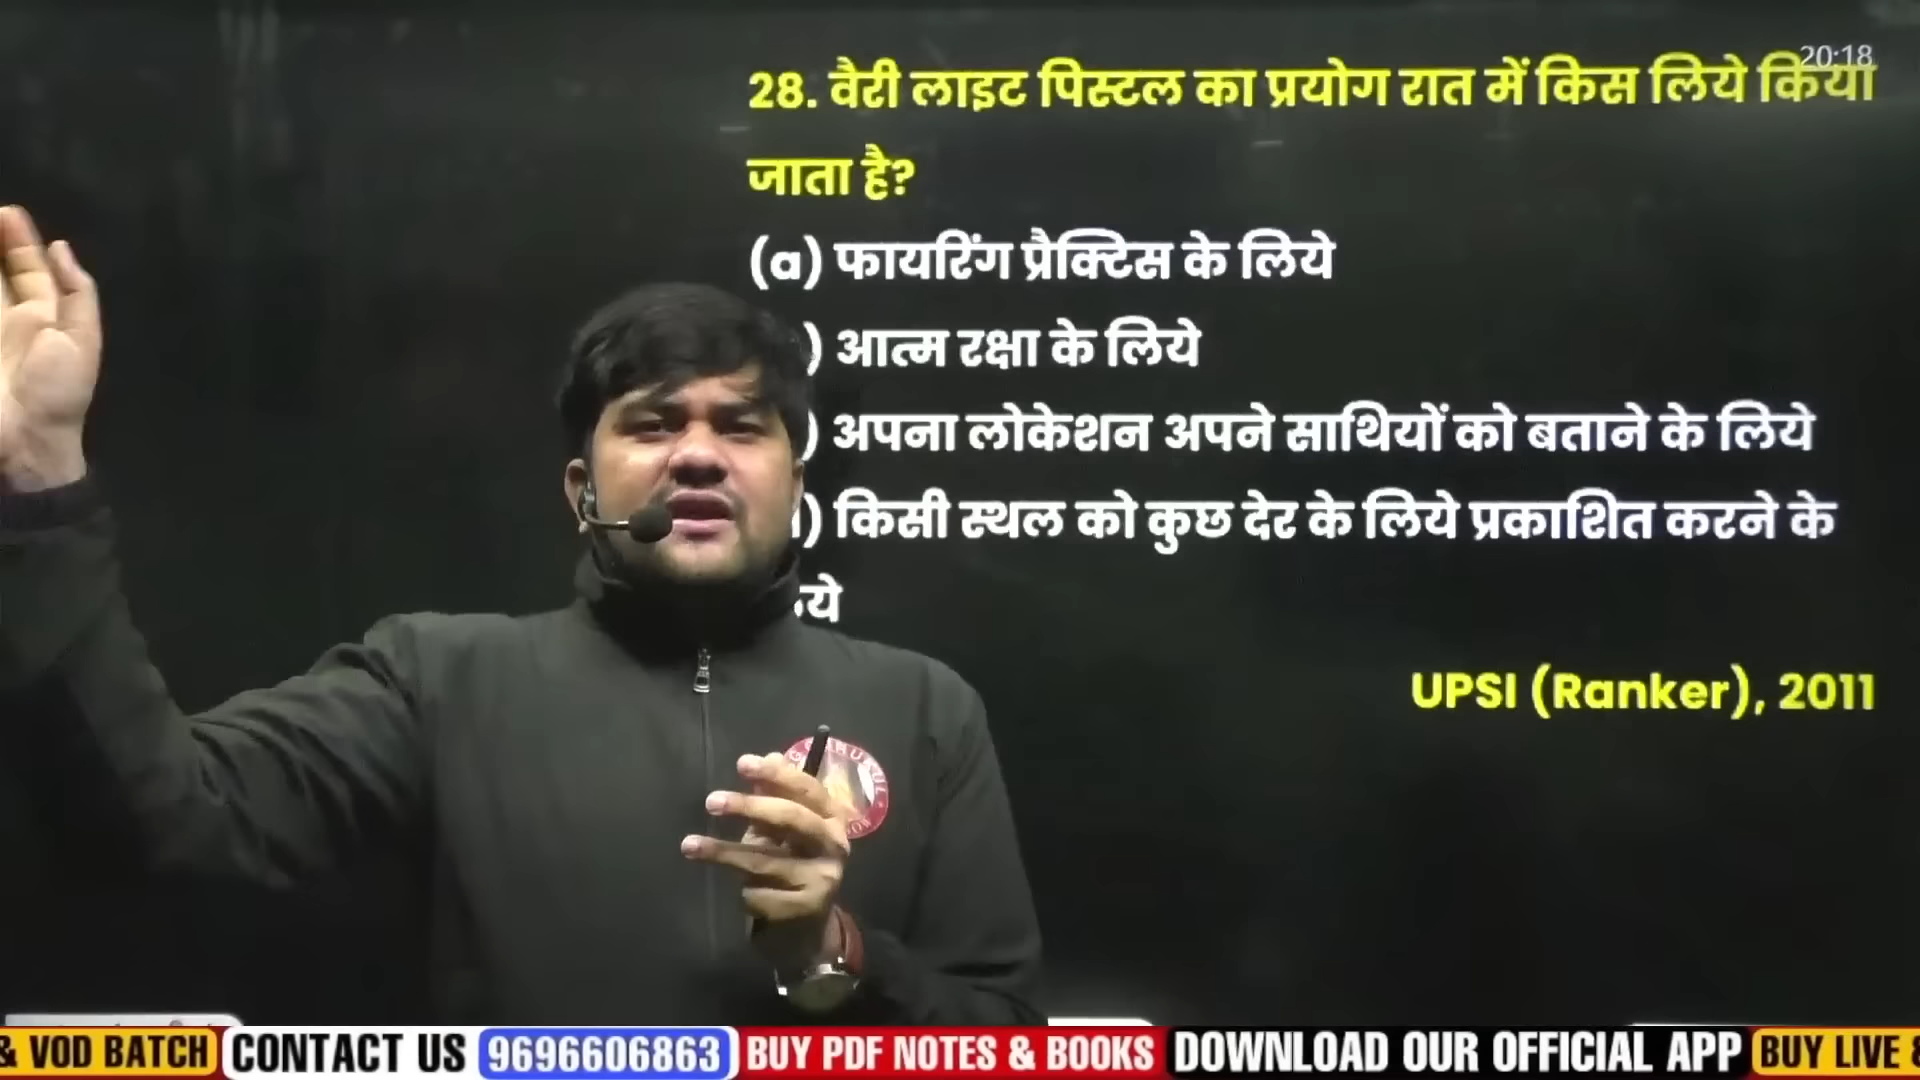 20:18
28. वैरी लाइट पिस्टल का प्रयोग रात में किस लिये किया
जाता है?
(a) फायरिंग प्रैक्टिस के लिये
) आत्म रक्षा के लिये
) अपना लोकेशन अपने साथियों को बताने के लिये
) किसी स्थल को कुछ देर के लिये प्रकाशित करने के
ये
UPSI (Ranker), 2011
& VOD BATCH CONTACT US 9696606863 BUY PDF NOTES & BOOKS DOWNLOAD OUR OFFICIAL APP BUY LIVE &